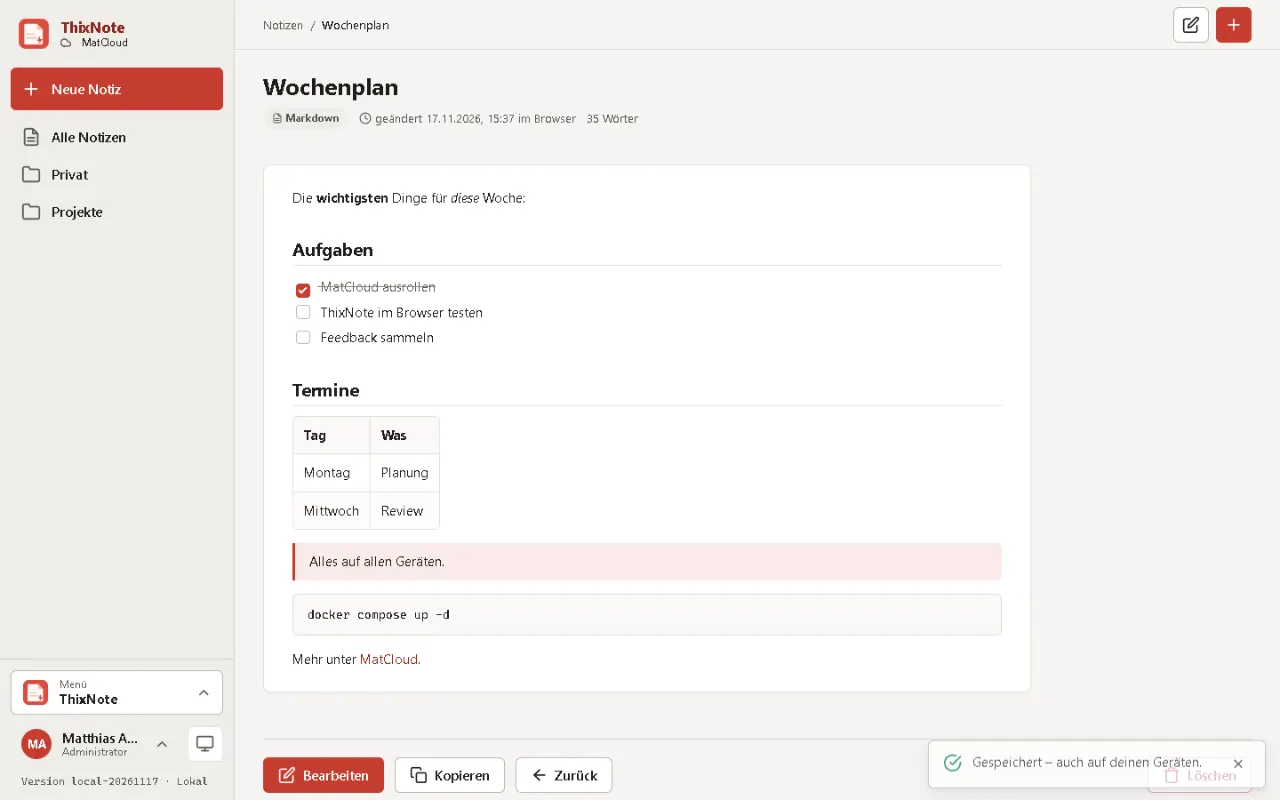 ThixNote
MatCloud
Neue Notiz
Alle Notizen
Privat
Projekte
Menü
ThixNote
MA
Matthias A...
Administrator
Version local-20261117 · Lokal
Notizen / Wochenplan
Wochenplan
Markdown geändert 17.11.2026, 15:37 im Browser 35 Wörter
Die wichtigsten Dinge für diese Woche:
Aufgaben
MatCloud ausrollen
ThixNote im Browser testen
Feedback sammeln
Termine
Tag Was
Montag Planung
Mittwoch Review
Alles auf allen Geräten.
docker compose up -d
Mehr unter MatCloud.
Bearbeiten Kopieren Zurück
Gespeichert – auch auf deinen Geräten.
Löschen